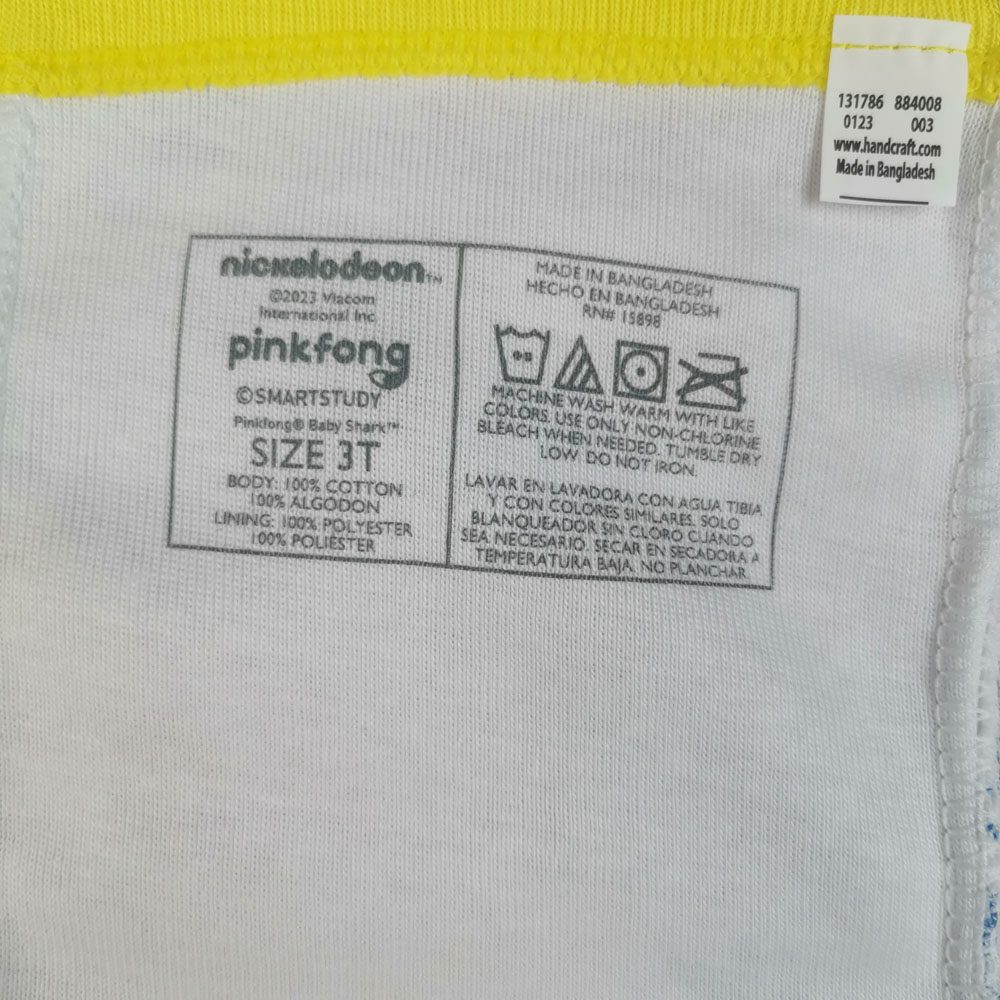 131786 884008
0123 003
www.handcraft.com
Made in Bangladesh
nickelodeon™
©2023 Viacom
International Inc
pinkfong
©SMARTSTUDY
Pinkfong® Baby Shark™
SIZE 3T
BODY: 100% COTTON
100% ALGODON
LINING: 100% POLYESTER
100% POLIESTER
MADE IN BANGLADESH
HECHO EN BANGLADESH
RN# 15898
MACHINE WASH WARM WITH LIKE
COLORS. USE ONLY NON-CHLORINE
BLEACH WHEN NEEDED. TUMBLE DRY
LOW. DO NOT IRON.
LAVAR EN LAVADORA CON AGUA TIBIA
Y CON COLORES SIMILARES. SOLO
BLANQUEADOR SIN CLORO CUANDO
SEA NECESARIO. SECAR EN SECADORA A
TEMPERATURA BAJA. NO PLANCHAR.